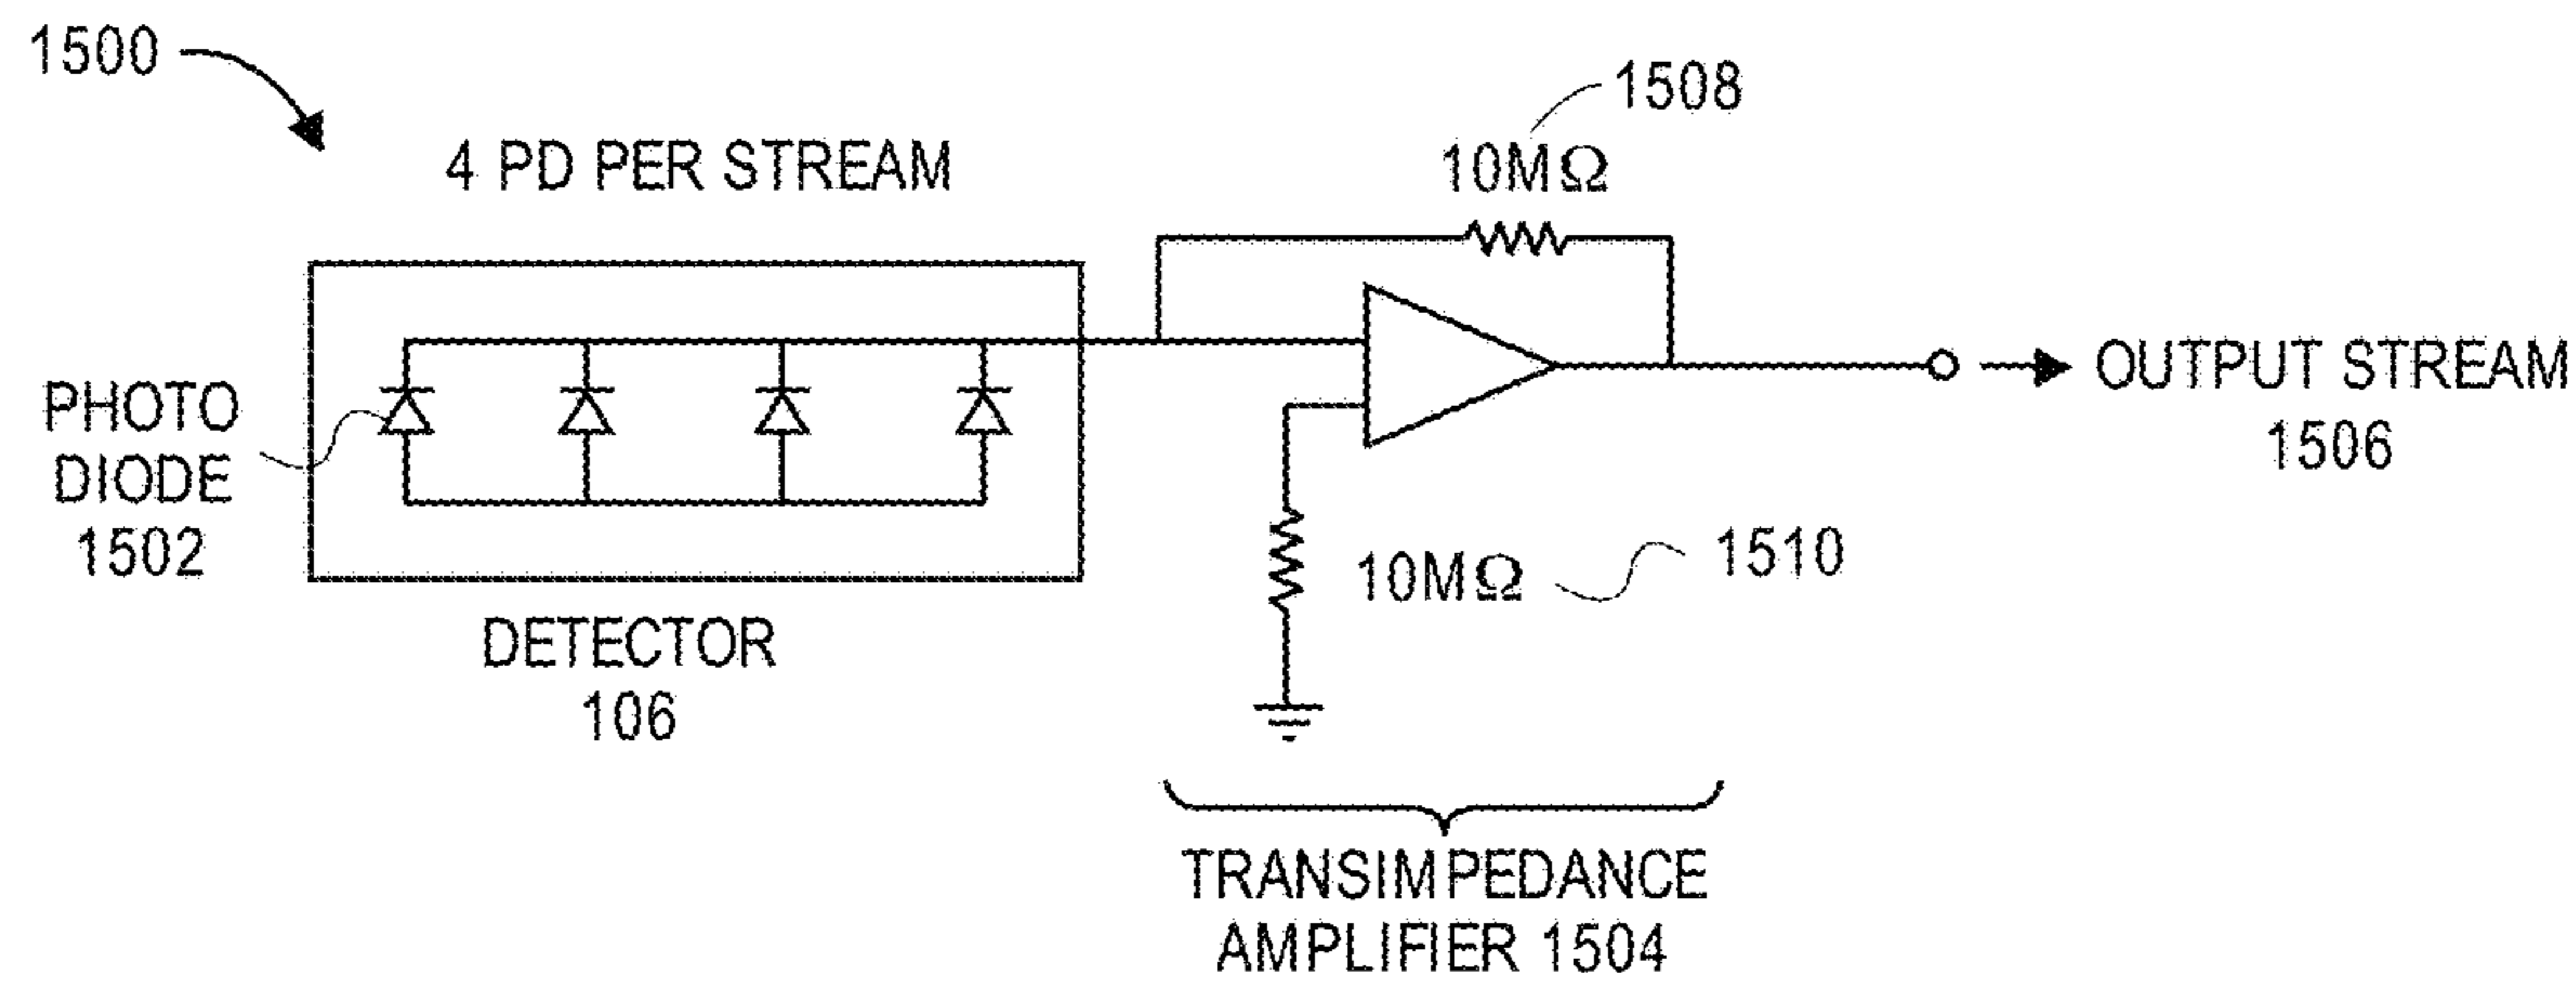 1500
4 PD PER STREAM
1508
10MΩ
PHOTO
DIODE
1502
OUTPUT STREAM
1506
10MΩ
1510
DETECTOR
106
TRANSIMPEDANCE
AMPLIFIER 1504